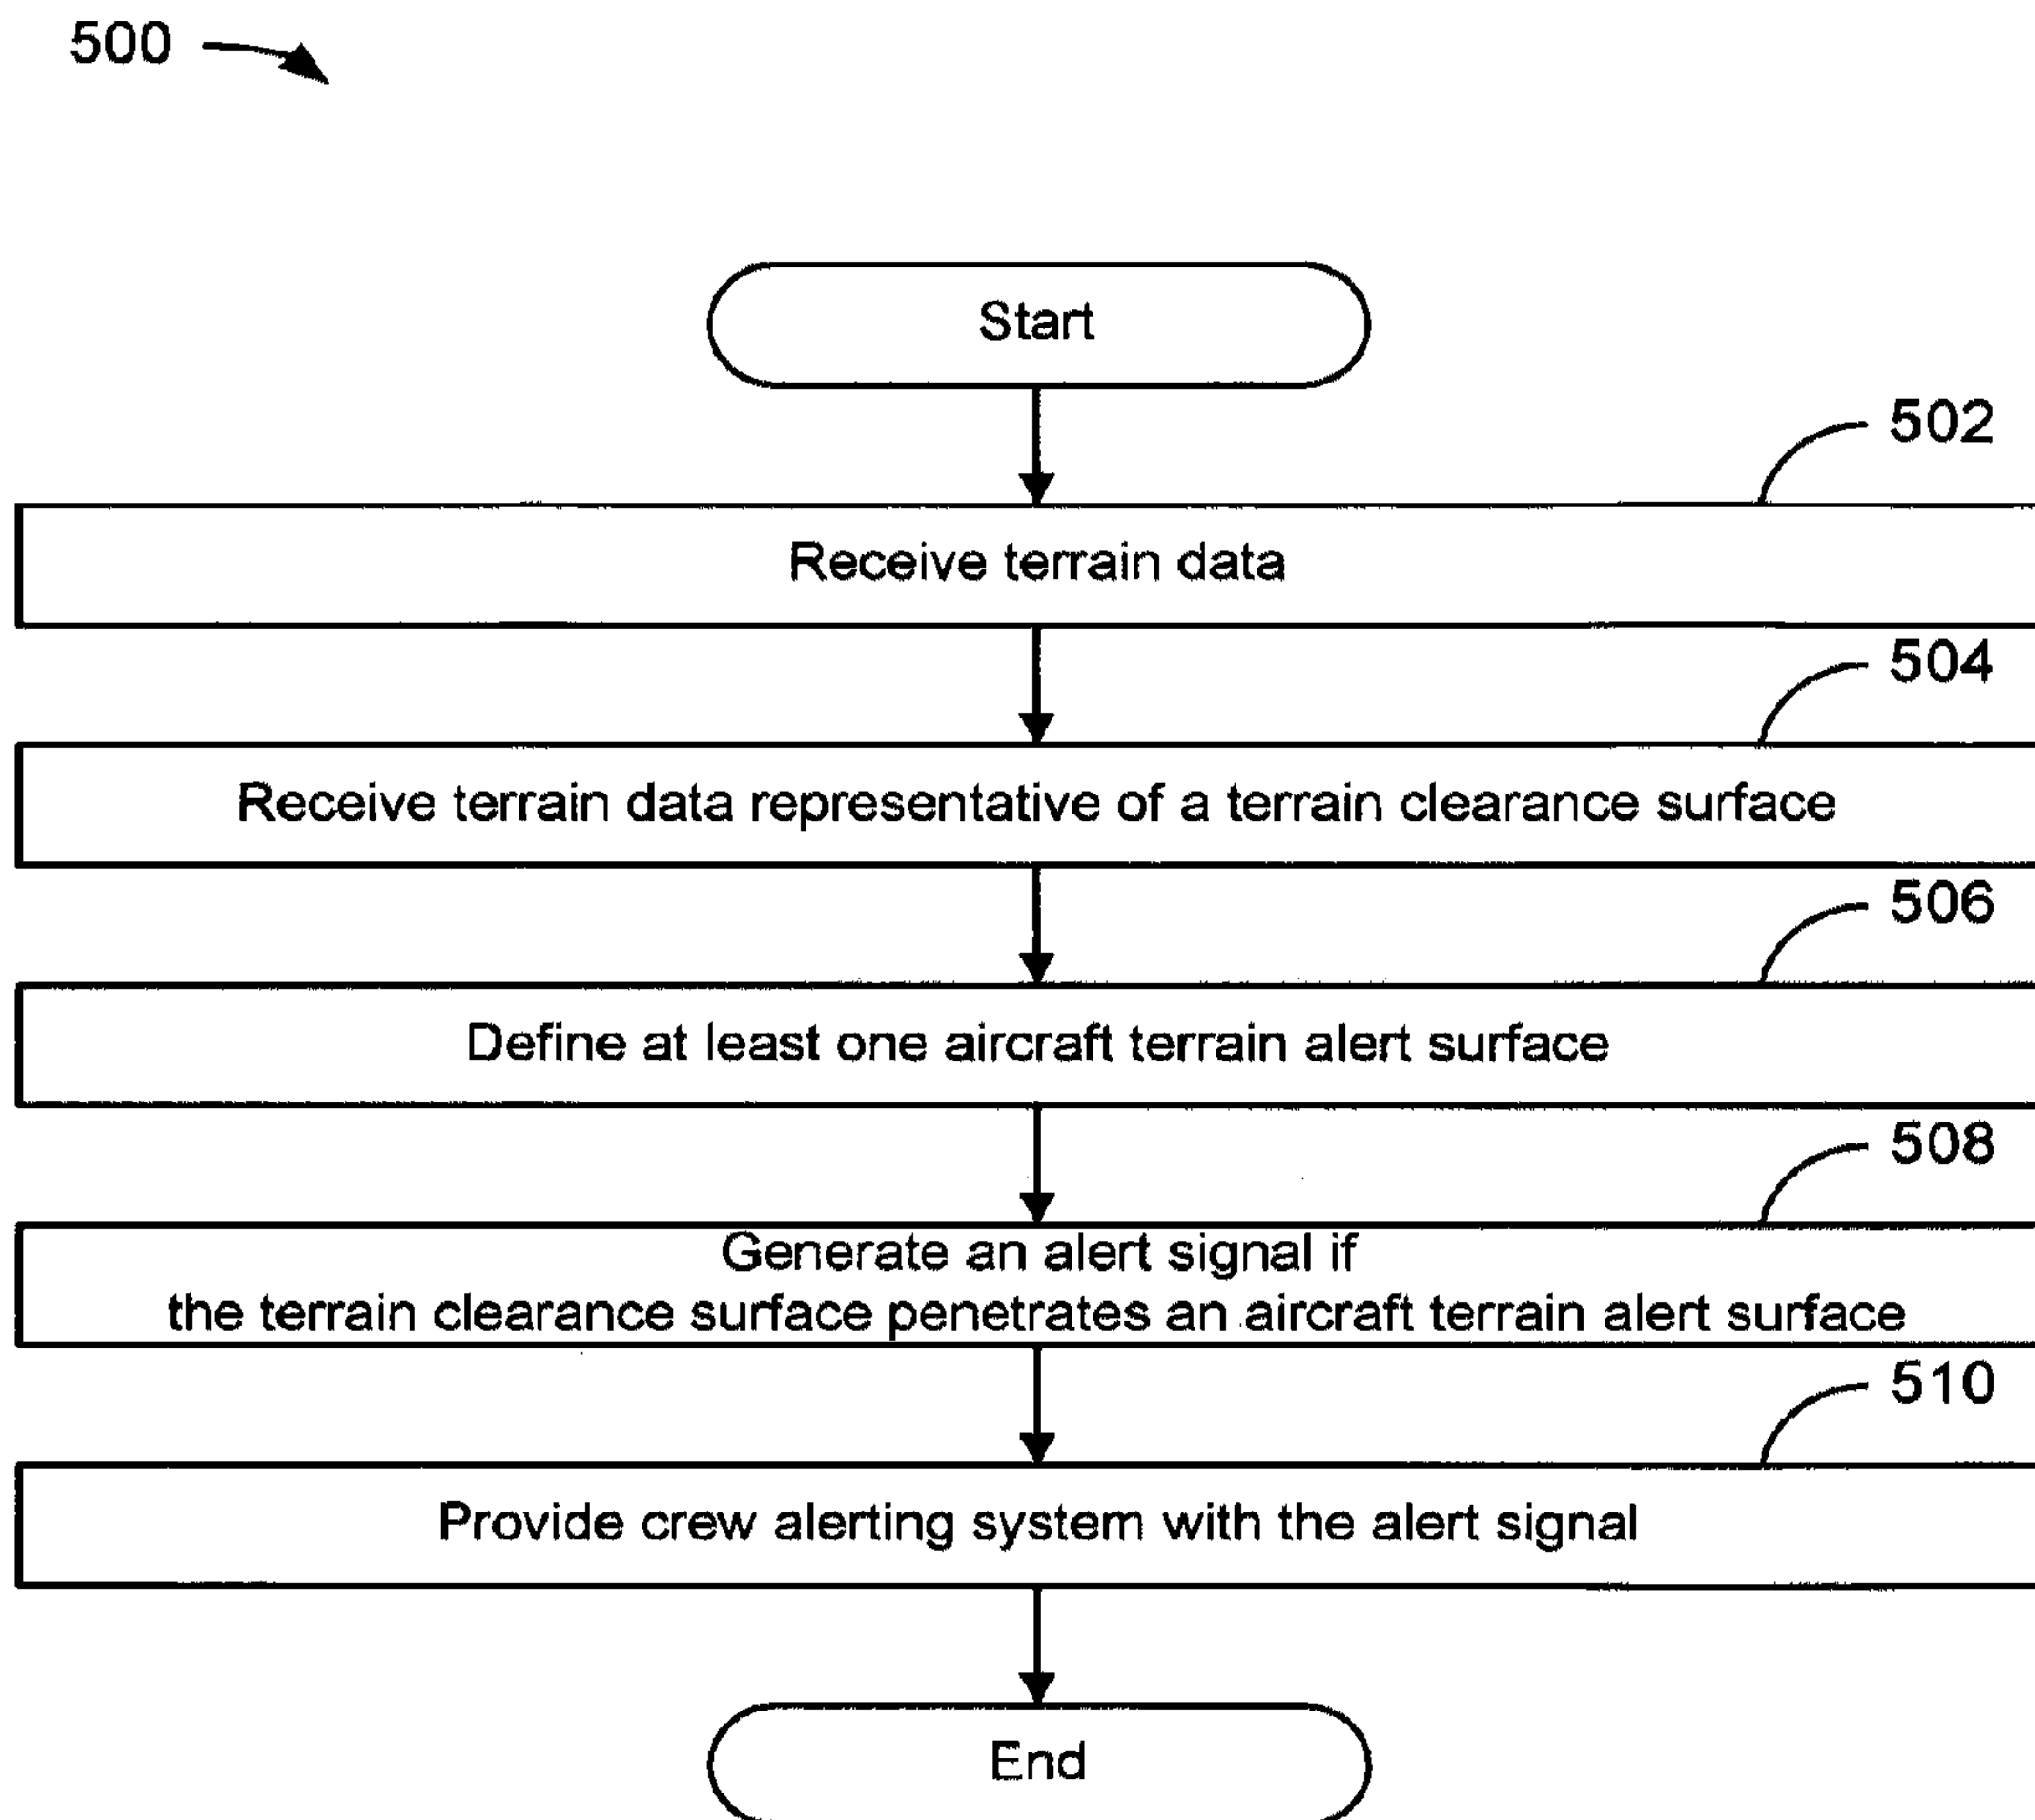 500
Start
502
Receive terrain data
504
Receive terrain data representative of a terrain clearance surface
506
Define at least one aircraft terrain alert surface
508
Generate an alert signal if
the terrain clearance surface penetrates an aircraft terrain alert surface
510
Provide crew alerting system with the alert signal
End